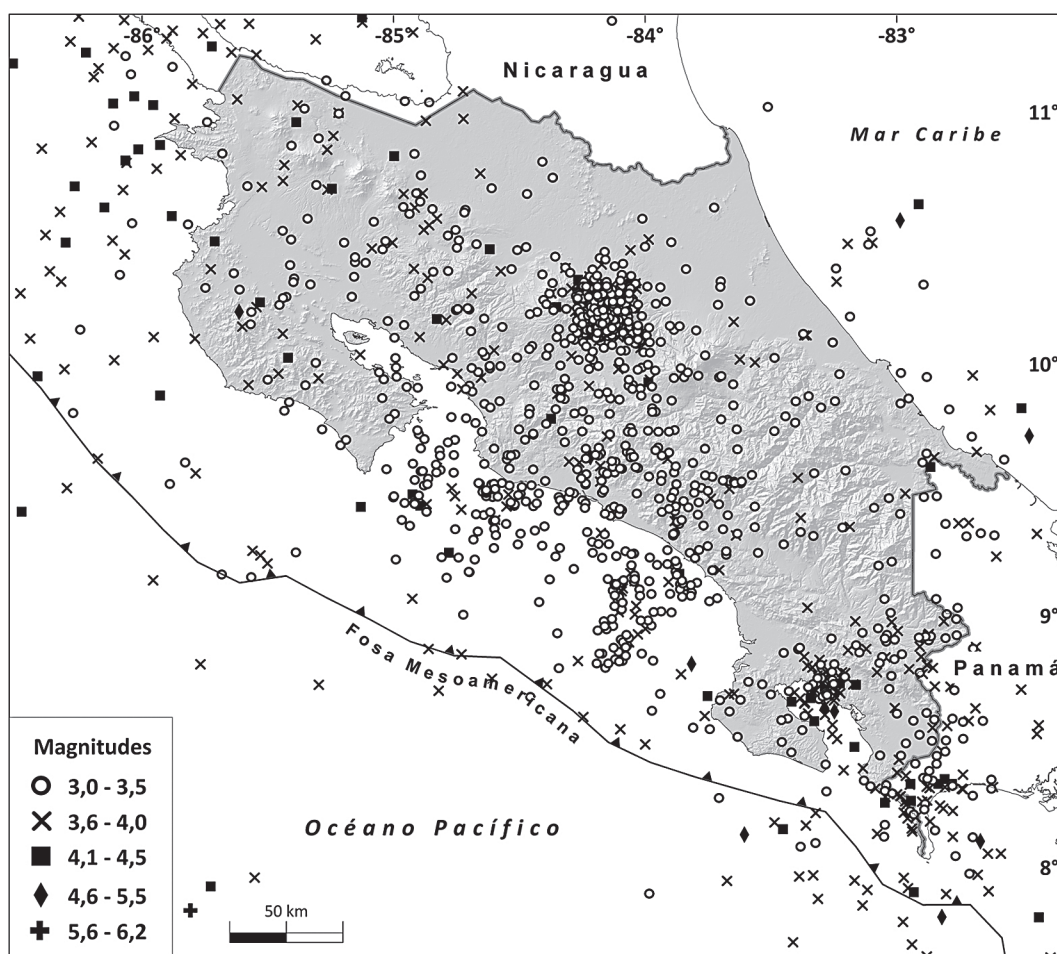 -86°
-85°
-84°
-83°
Nicaragua
11°
Mar Caribe
10°
9°
Fosa Mesoamericana
Panamá
Magnitudes
3,0 - 3,5
3,6 - 4,0
4,1 - 4,5
4,6 - 5,5
5,6 - 6,2
Océano Pacífico
8°
50 km